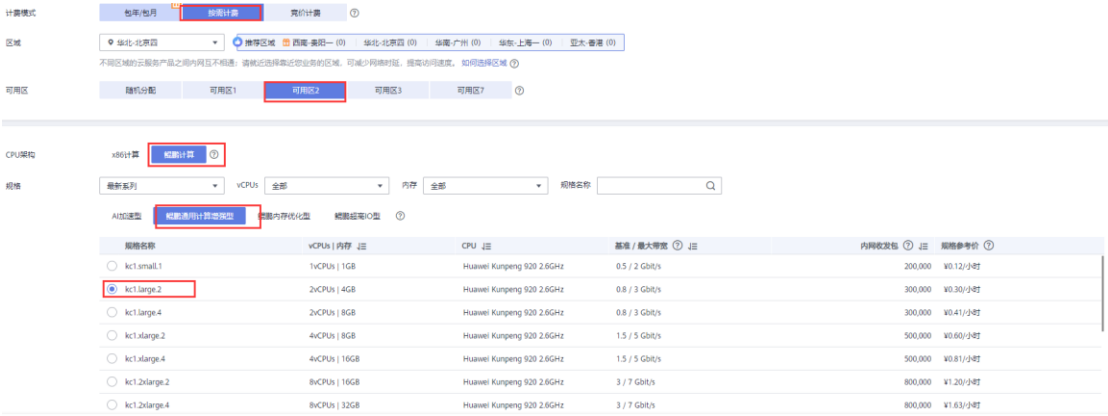 计费模式 包年/包月 按需计费 竞价计费
区域 华北-北京四 推荐区域 西南-贵阳一 (0) 华北-北京四 (0) 华南-广州 (0) 华东-上海一 (0) 亚太-香港 (0)
不同区域的云服务产品之间内网互不相通；请就近选择靠近您业务的区域，可减少网络时延，提高访问速度。 如何选择区域
可用区 随机分配 可用区1 可用区2 可用区3 可用区7
CPU架构 x86计算 鲲鹏计算
规格 最新系列 vCPUs 全部 内存 全部 规格名称
AI加速型 鲲鹏通用计算增强型 鲲鹏内存优化型 鲲鹏超高IO型
规格名称 vCPUs | 内存 CPU 基准 / 最大带宽 内网收发包 规格参考价
kc1.small.1 1vCPUs | 1GB Huawei Kunpeng 920 2.6GHz 0.5 / 2 Gbit/s 200,000 ¥0.12/小时
kc1.large.2 2vCPUs | 4GB Huawei Kunpeng 920 2.6GHz 0.8 / 3 Gbit/s 300,000 ¥0.30/小时
kc1.large.4 2vCPUs | 8GB Huawei Kunpeng 920 2.6GHz 0.8 / 3 Gbit/s 300,000 ¥0.41/小时
kc1.xlarge.2 4vCPUs | 8GB Huawei Kunpeng 920 2.6GHz 1.5 / 5 Gbit/s 500,000 ¥0.60/小时
kc1.xlarge.4 4vCPUs | 16GB Huawei Kunpeng 920 2.6GHz 1.5 / 5 Gbit/s 500,000 ¥0.81/小时
kc1.2xlarge.2 8vCPUs | 16GB Huawei Kunpeng 920 2.6GHz 3 / 7 Gbit/s 800,000 ¥1.20/小时
kc1.2xlarge.4 8vCPUs | 32GB Huawei Kunpeng 920 2.6GHz 3 / 7 Gbit/s 800,000 ¥1.63/小时